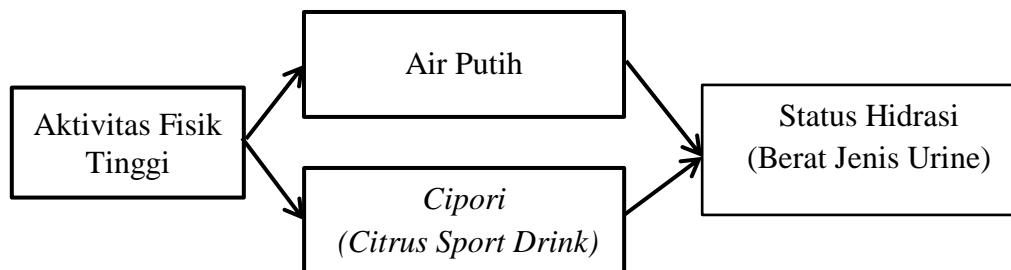 Aktivitas Fisik
Tinggi
Air Putih
Cipori
(Citrus Sport Drink)
Status Hidrasi
(Berat Jenis Urine)